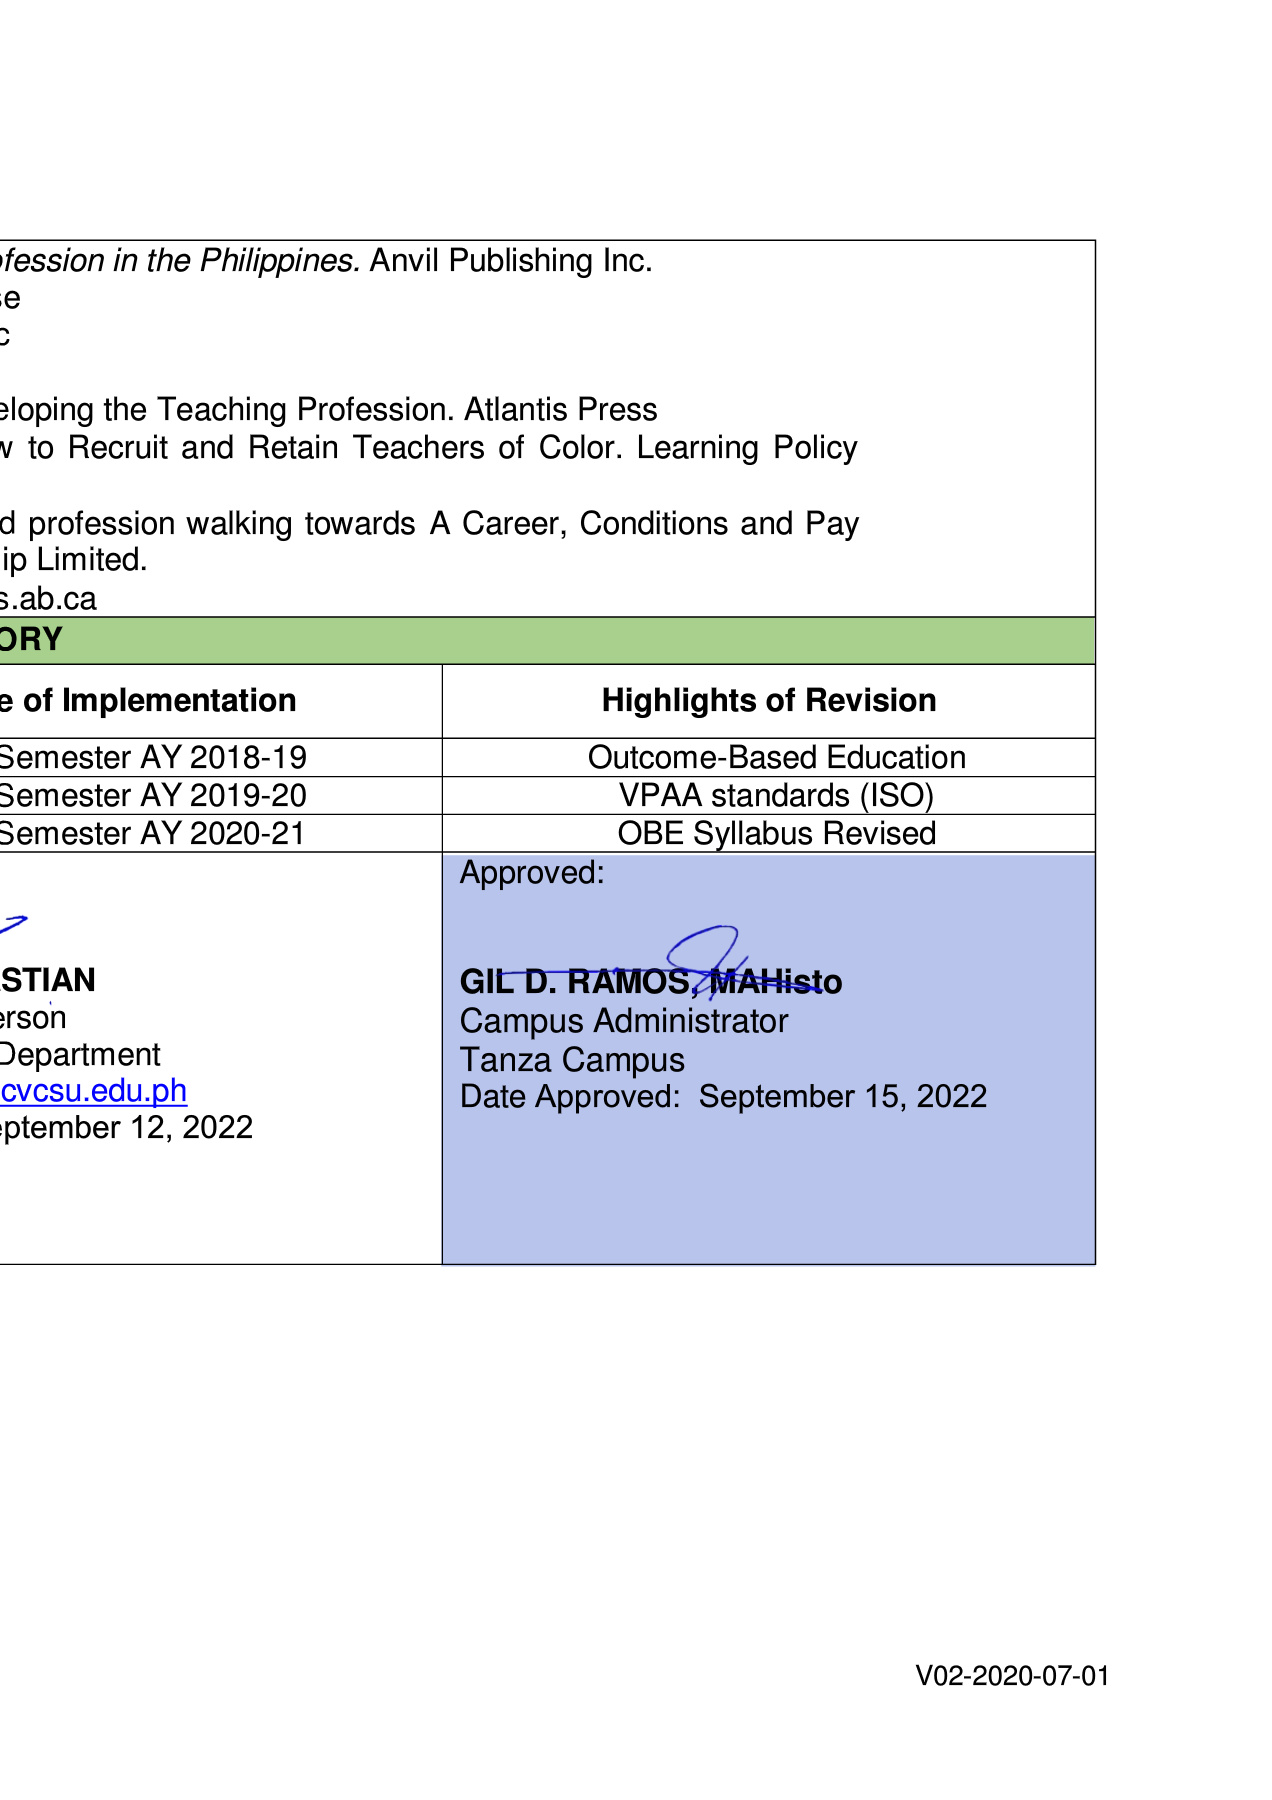 ofession in the Philippines. Anvil Publishing Inc.
se
c
eloping the Teaching Profession. Atlantis Press
w to Recruit and Retain Teachers of Color. Learning Policy
d profession walking towards A Career, Conditions and Pay
ip Limited.
s.ab.ca
ORY
e of Implementation Highlights of Revision
Semester AY 2018-19 Outcome-Based Education
Semester AY 2019-20 VPAA standards (ISO)
Semester AY 2020-21 OBE Syllabus Revised
STIAN
erson
Department
cvcsu.edu.ph
eptember 12, 2022
Approved:
GIL D. RAMOS, MAHisto
Campus Administrator
Tanza Campus
Date Approved: September 15, 2022
V02-2020-07-01